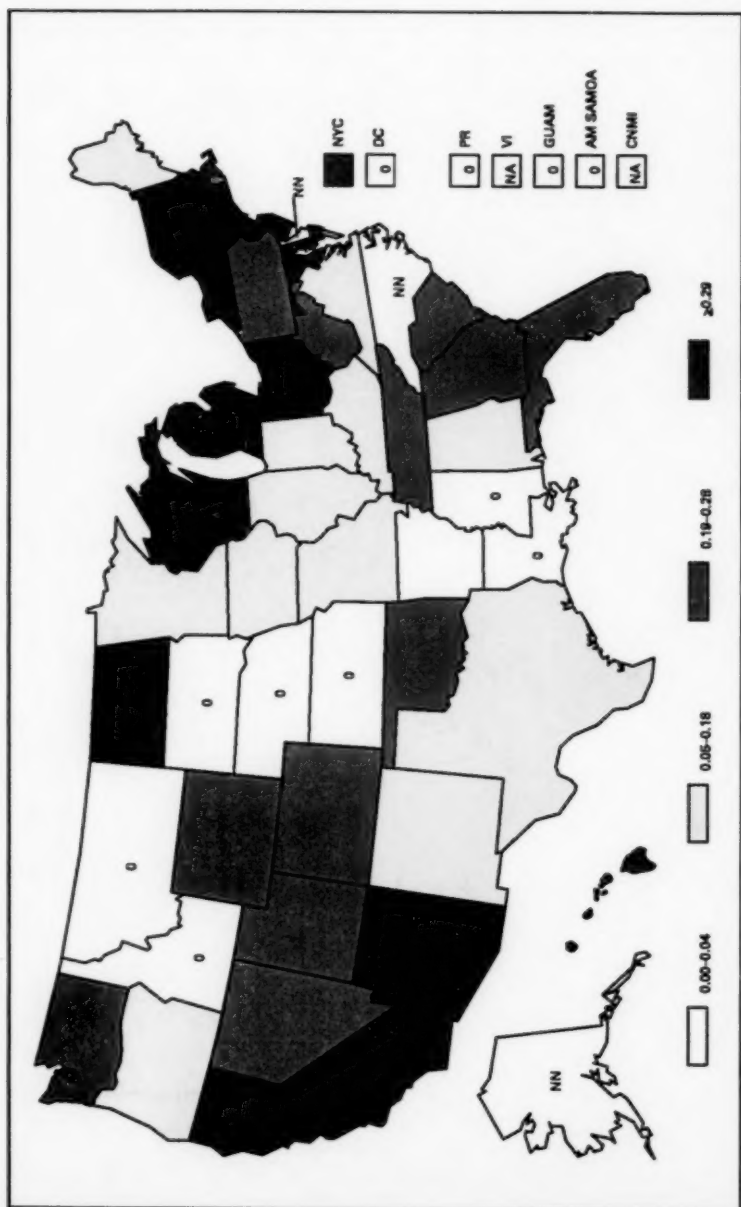 0
0
0
0
0
0
0
NN
NN
NN
NYC
0 DC
0 PR
NA VI
0 GUAM
0 AM SAMOA
NA CNMI
0.00–0.04
0.05–0.18
0.19–0.28
≥0.29